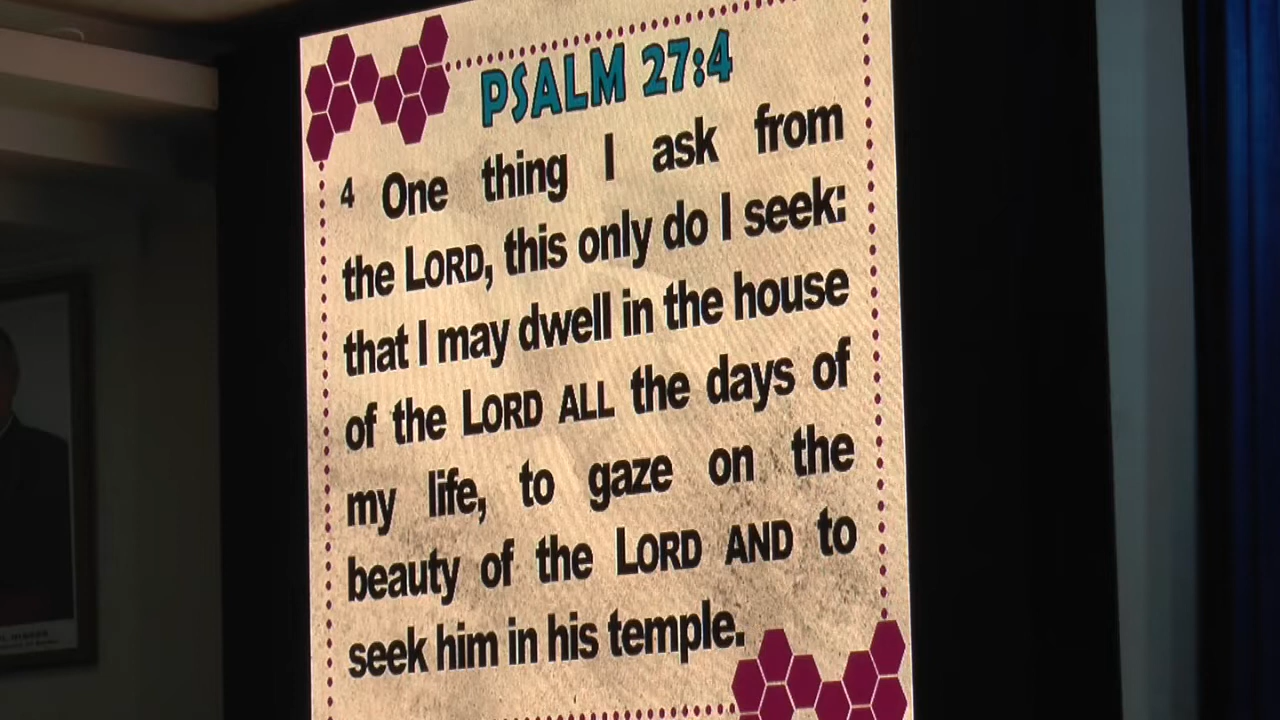 PSALM 27:4
4 One thing I ask from
the LORD, this only do I seek:
that I may dwell in the house
of the LORD ALL the days of
my life, to gaze on the
beauty of the LORD AND to
seek him in his temple.